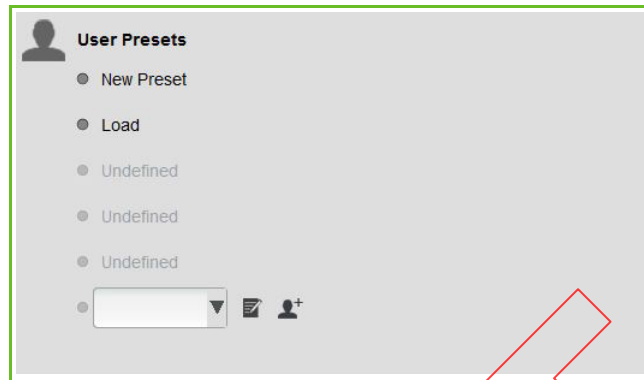 User Presets
New Preset
Load
Undefined
Undefined
Undefined